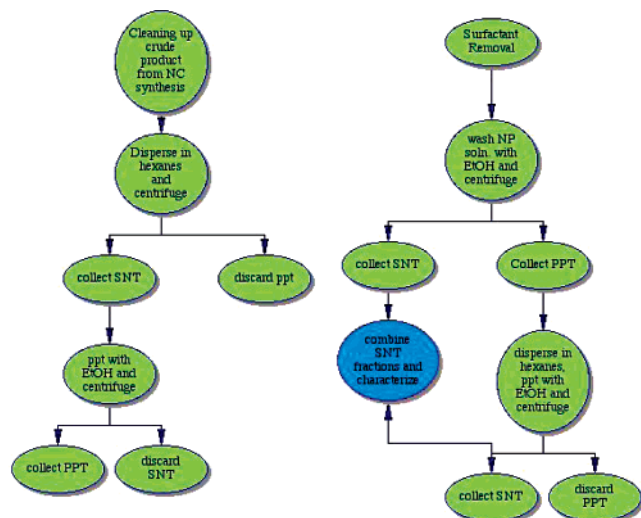 Cleaning up
crude
product
from NC
synthesis
Disperse in
hexanes
and
centrifuge
collect SNT
discard ppt
ppt with
EtOH and
centrifuge
collect PPT
discard
SNT
Surfactant
Removal
wash NP
soln. with
EtOH and
centrifuge
collect SNT
Collect PPT
combine
SNT
fractions and
characterize
disperse in
hexanes,
ppt with
EtOH and
centrifuge
collect SNT
discard
PPT